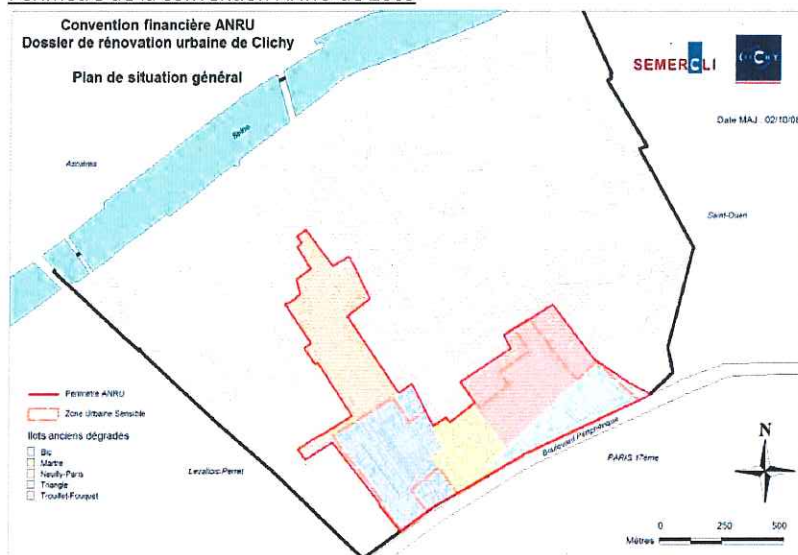 Convention financière ANRU
Dossier de rénovation urbaine de Clichy
Plan de situation général
SEMERCLI
CLICHY
Date MAJ : 02/10/08
Seine
Asnières
Saint-Ouen
Périmètre ANRU
Zone Urbaine Sensible
Ilots anciens dégradés
Bic
Martre
Neuilly-Paris
Triangle
Trouillet-Fouquet
Levallois-Perret
Boulevard Périphérique
PARIS 17ème
N
0 250 500
Mètres